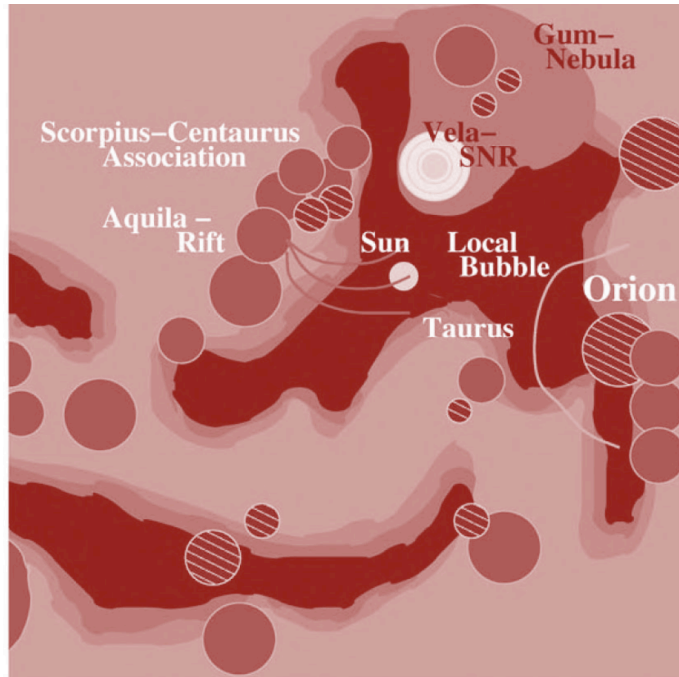 Gum–
Nebula
Scorpius–Centaurus
Association
Vela–
SNR
Aquila –
Rift
Sun
Local
Bubble
Orion
Taurus